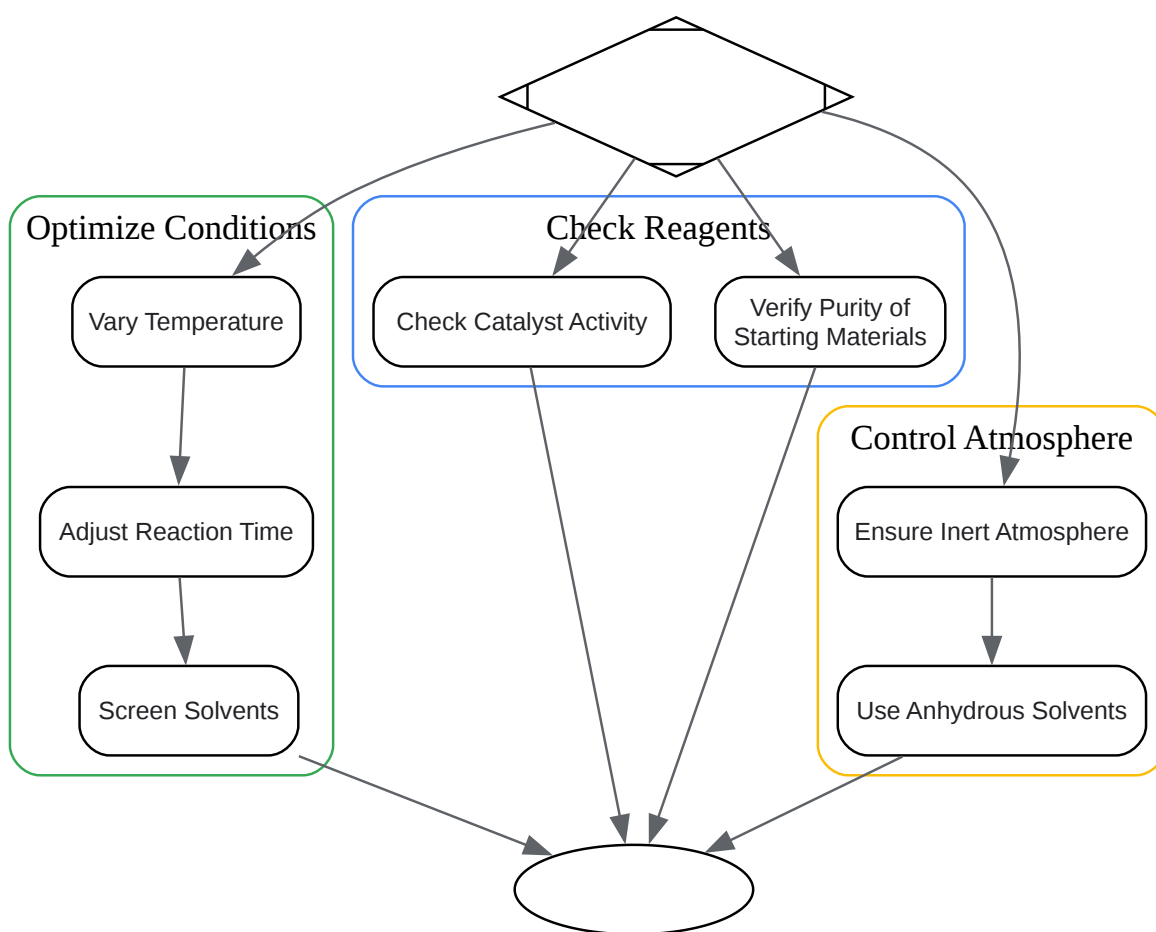 Optimize Conditions
Check Reagents
Vary Temperature
Check Catalyst Activity
Verify Purity of
Starting Materials
Control Atmosphere
Adjust Reaction Time
Ensure Inert Atmosphere
Screen Solvents
Use Anhydrous Solvents